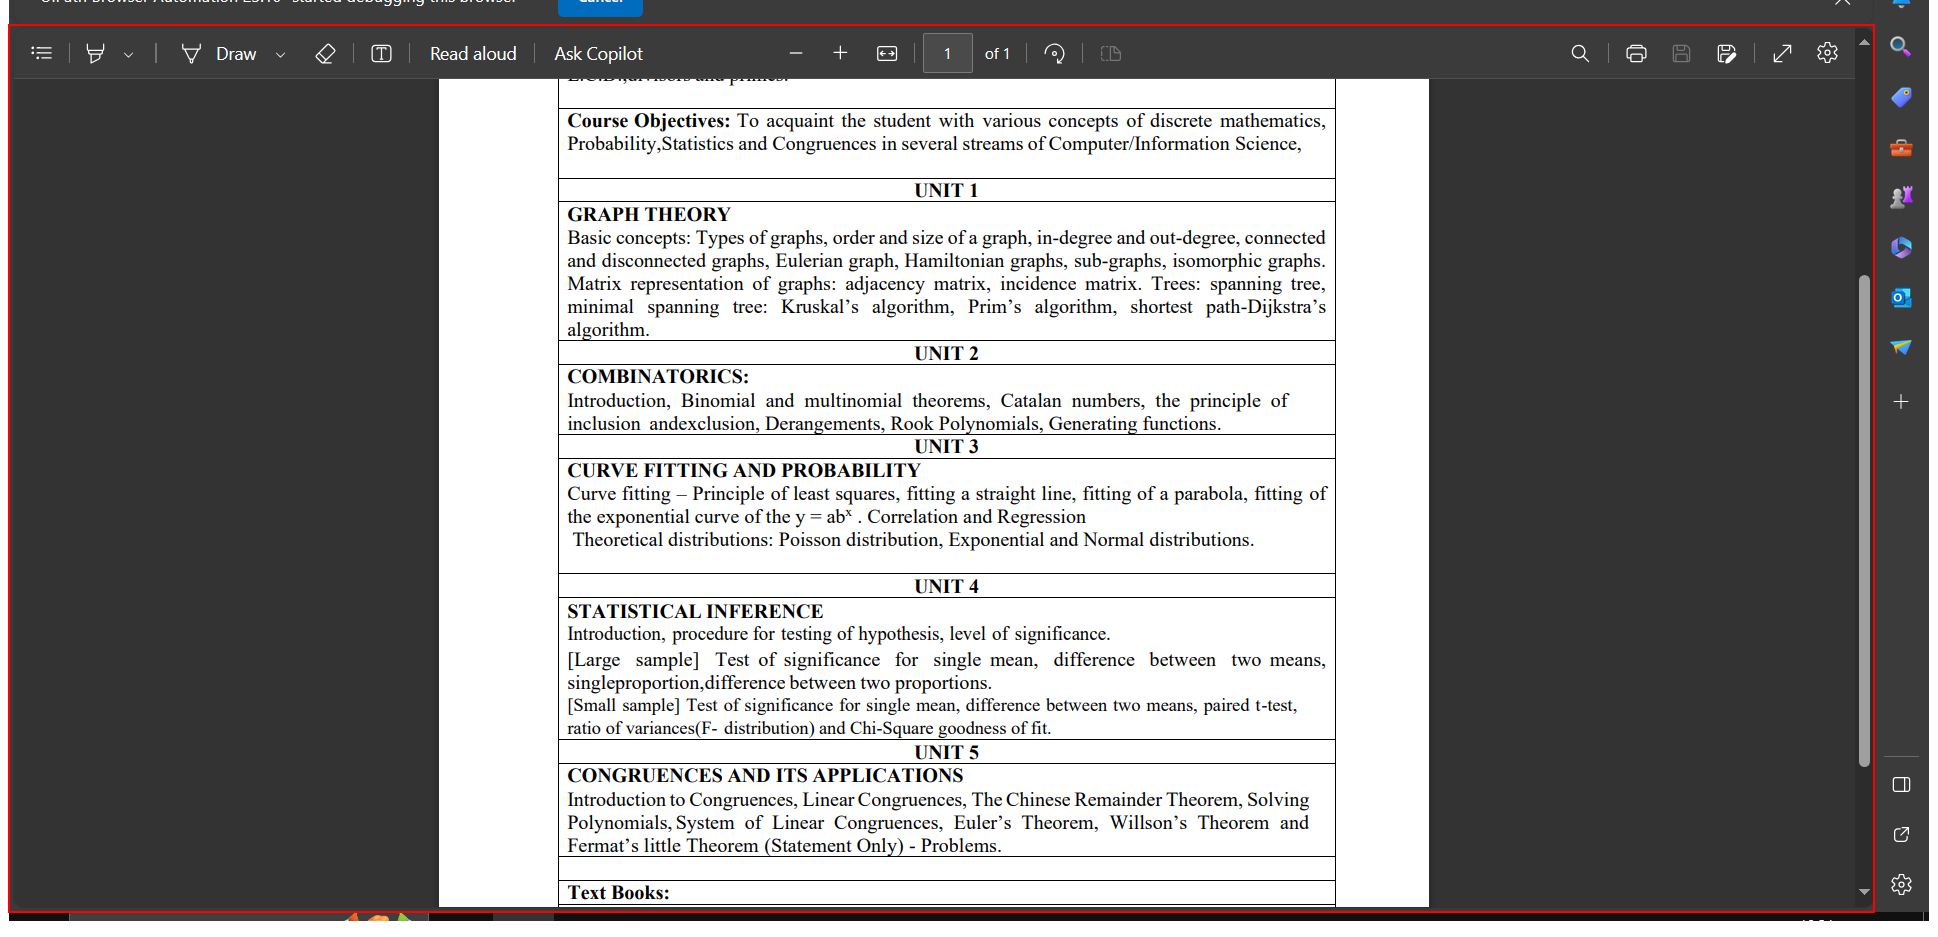 UiPath Browser Automation
started debugging this browser
Cancel
Draw
Read aloud
Ask Copilot
1
of 1
L.C.D.,divisors and primes.
Course Objectives: To acquaint the student with various concepts of discrete mathematics,
Probability,Statistics and Congruences in several streams of Computer/Information Science,
UNIT 1
GRAPH THEORY
Basic concepts: Types of graphs, order and size of a graph, in-degree and out-degree, connected
and disconnected graphs, Eulerian graph, Hamiltonian graphs, sub-graphs, isomorphic graphs.
Matrix representation of graphs: adjacency matrix, incidence matrix. Trees: spanning tree,
minimal spanning tree: Kruskal’s algorithm, Prim’s algorithm, shortest path-Dijkstra’s
algorithm.
UNIT 2
COMBINATORICS:
Introduction, Binomial and multinomial theorems, Catalan numbers, the principle of
inclusion andexclusion, Derangements, Rook Polynomials, Generating functions.
UNIT 3
CURVE FITTING AND PROBABILITY
Curve fitting – Principle of least squares, fitting a straight line, fitting of a parabola, fitting of
the exponential curve of the y = abˣ . Correlation and Regression
Theoretical distributions: Poisson distribution, Exponential and Normal distributions.
UNIT 4
STATISTICAL INFERENCE
Introduction, procedure for testing of hypothesis, level of significance.
[Large sample] Test of significance for single mean, difference between two means,
singleproportion,difference between two proportions.
[Small sample] Test of significance for single mean, difference between two means, paired t-test,
ratio of variances(F- distribution) and Chi-Square goodness of fit.
UNIT 5
CONGRUENCES AND ITS APPLICATIONS
Introduction to Congruences, Linear Congruences, The Chinese Remainder Theorem, Solving
Polynomials, System of Linear Congruences, Euler’s Theorem, Willson’s Theorem and
Fermat’s little Theorem (Statement Only) - Problems.
Text Books: